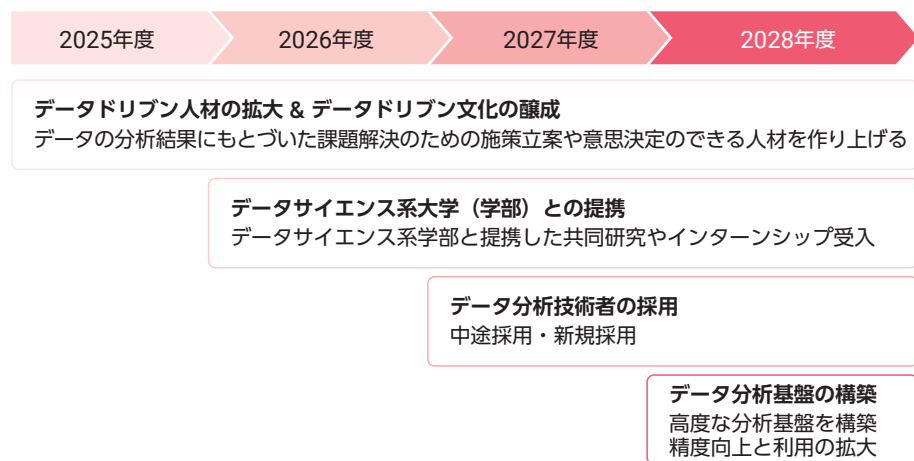 2025年度
2026年度
2027年度
2028年度
データドリブン人材の拡大 & データドリブン文化の醸成
データの分析結果にもとづいた課題解決のための施策立案や意思決定のできる人材を作り上げる
データサイエンス系大学（学部）との提携
データサイエンス系学部と提携した共同研究やインターンシップ受入
データ分析技術者の採用
中途採用・新規採用
データ分析基盤の構築
高度な分析基盤を構築
精度向上と利用の拡大